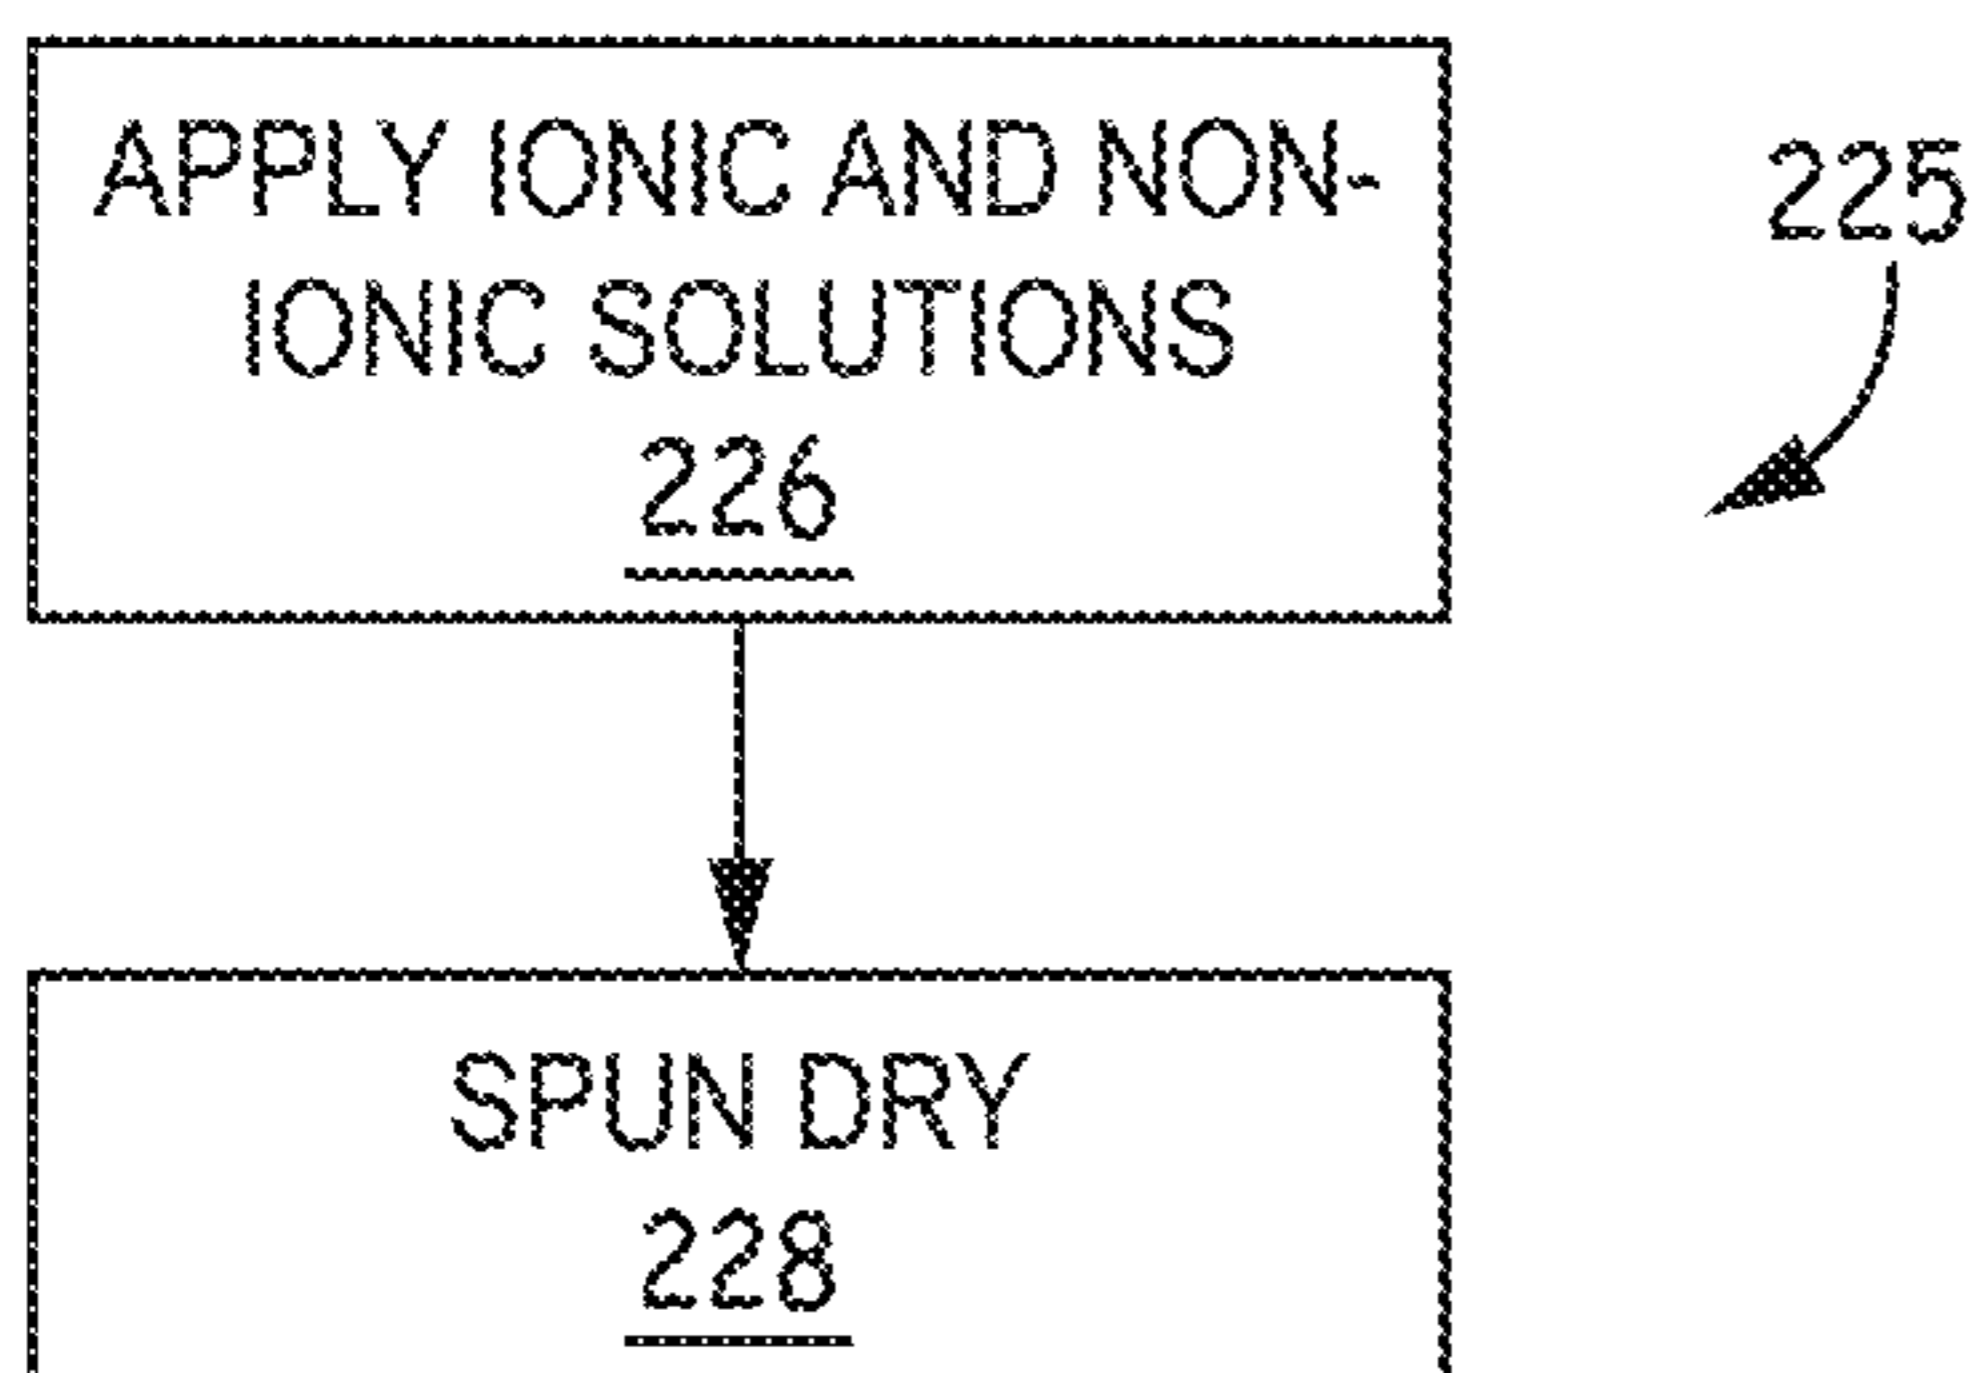 APPLY IONIC AND NON-
IONIC SOLUTIONS
226
225
SPUN DRY
228